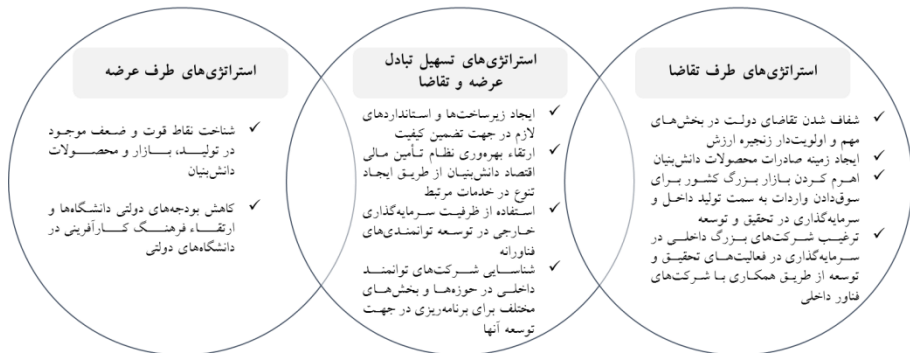 استراتژی‌های طرف تقاضا
شفاف شدن تقاضای دولت در بخش‌های
مهم و اولویت‌دار زنجیره ارزش
ایجاد زمینه صادرات محصولات دانش‌بنیان
اهرم کردن بازار بزرگ کشور برای
سوق‌دادن واردات به سمت تولید داخل و
سرمایه‌گذاری در تحقیق و توسعه
ترغیب شرکت‌های بزرگ داخلی در
سرمایه‌گذاری در فعالیت‌های تحقیق و
توسعه از طریق همکاری با شرکت‌های
فناور داخلی
استراتژی‌های تسهیل تبادل
عرضه و تقاضا
ایجاد زیرساخت‌ها و استانداردهای
لازم در جهت تضمین کیفیت
ارتقاء بهره‌وری نظام تأمین مالی
اقتصاد دانش‌بنیان از طریق ایجاد
تنوع در خدمات مرتبط
استفاده از ظرفیت سرمایه‌گذاری
خارجی در توسعه توانمندی‌های
فناورانه
شناسایی شرکت‌های توانمند
داخلی در حوزه‌ها و بخش‌های
مختلف برای برنامه‌ریزی در جهت
توسعه آنها
استراتژی‌های طرف عرضه
شناخت نقاط قوت و ضعف موجود
در تولید، بازار و محصولات
دانش‌بنیان
کاهش بودجه‌های دولتی دانشگاه‌ها و
ارتقاء فرهنگ کارآفرینی در
دانشگاه‌های دولتی